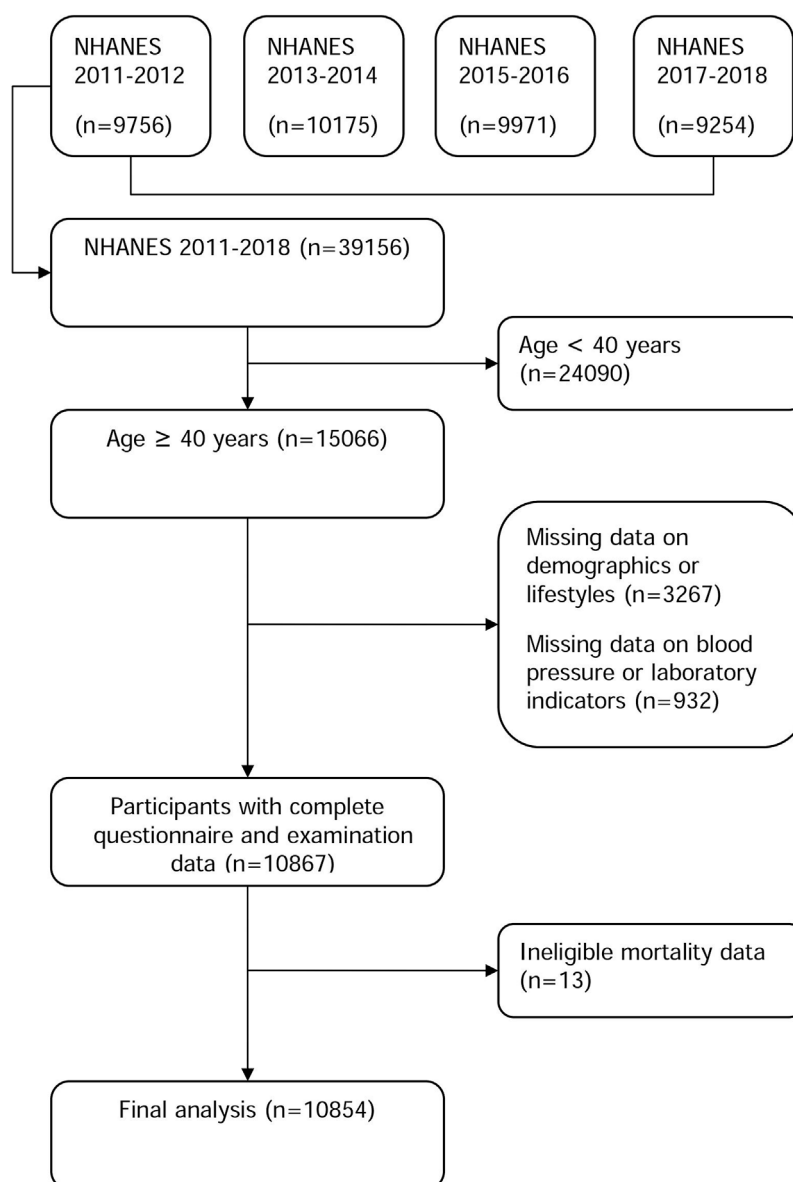 NHANES
2011-2012
(n=9756)
NHANES
2013-2014
(n=10175)
NHANES
2015-2016
(n=9971)
NHANES
2017-2018
(n=9254)
NHANES 2011-2018 (n=39156)
Age < 40 years
(n=24090)
Age ≥ 40 years (n=15066)
Missing data on
demographics or
lifestyles (n=3267)
Missing data on blood
pressure or laboratory
indicators (n=932)
Participants with complete
questionnaire and examination
data (n=10867)
Ineligible mortality data
(n=13)
Final analysis (n=10854)